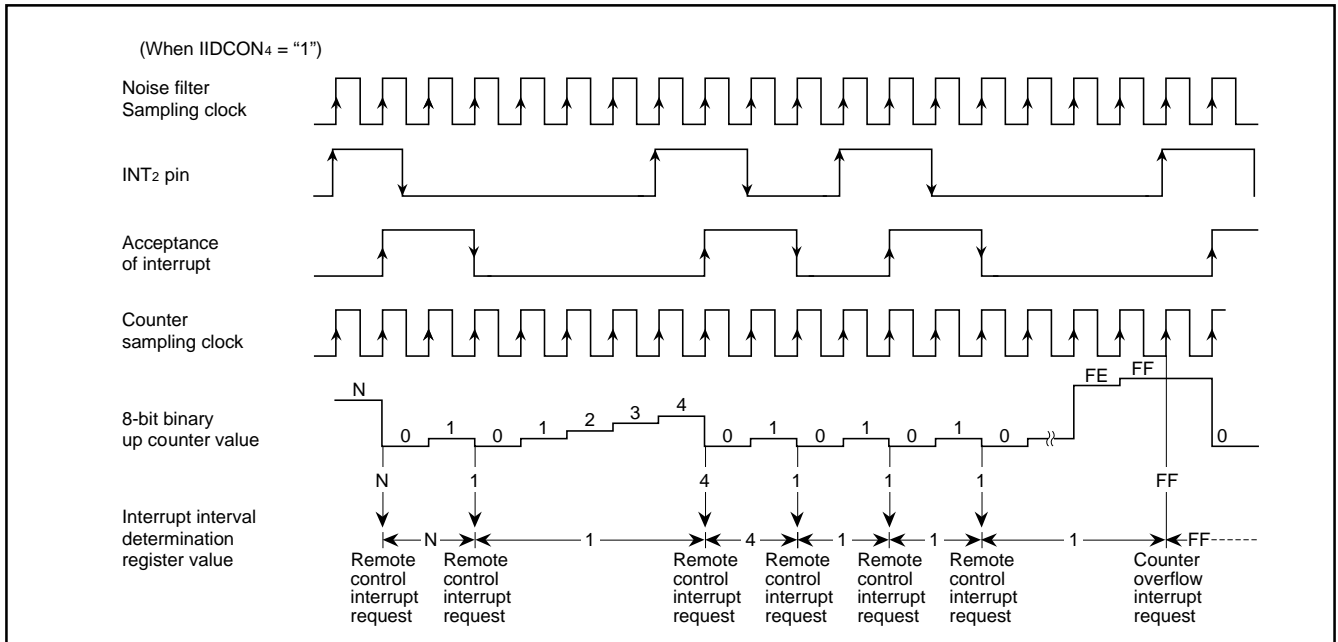 (When IIDCON4 = “1”)
Noise filter
Sampling clock
INT2 pin
Acceptance
of interrupt
Counter
sampling clock
N
FE
FF
8-bit binary
up counter value
0
1
0
1
2
3
4
0
1
0
1
0
1
0
0
N
1
4
1
1
1
FF
Interrupt interval
determination
register value
N
1
4
1
1
1
FF
Remote
control
interrupt
request
Remote
control
interrupt
request
Remote
control
interrupt
request
Remote
control
interrupt
request
Remote
control
interrupt
request
Remote
control
interrupt
request
Counter
overflow
interrupt
request